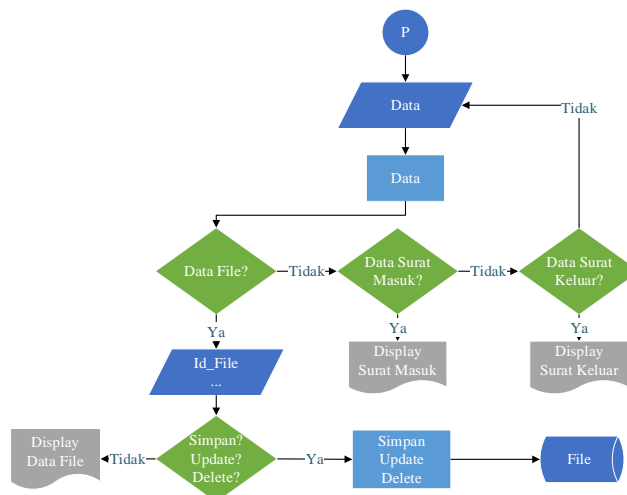 P
Data
Tidak
Data
Data File?
Tidak
Data Surat
Masuk?
Tidak
Data Surat
Keluar?
Ya
Ya
Ya
Id_File
...
Display
Surat Masuk
Display
Surat Keluar
Display
Data File
Tidak
Simpan?
Update?
Delete?
Ya
Simpan
Update
Delete
File